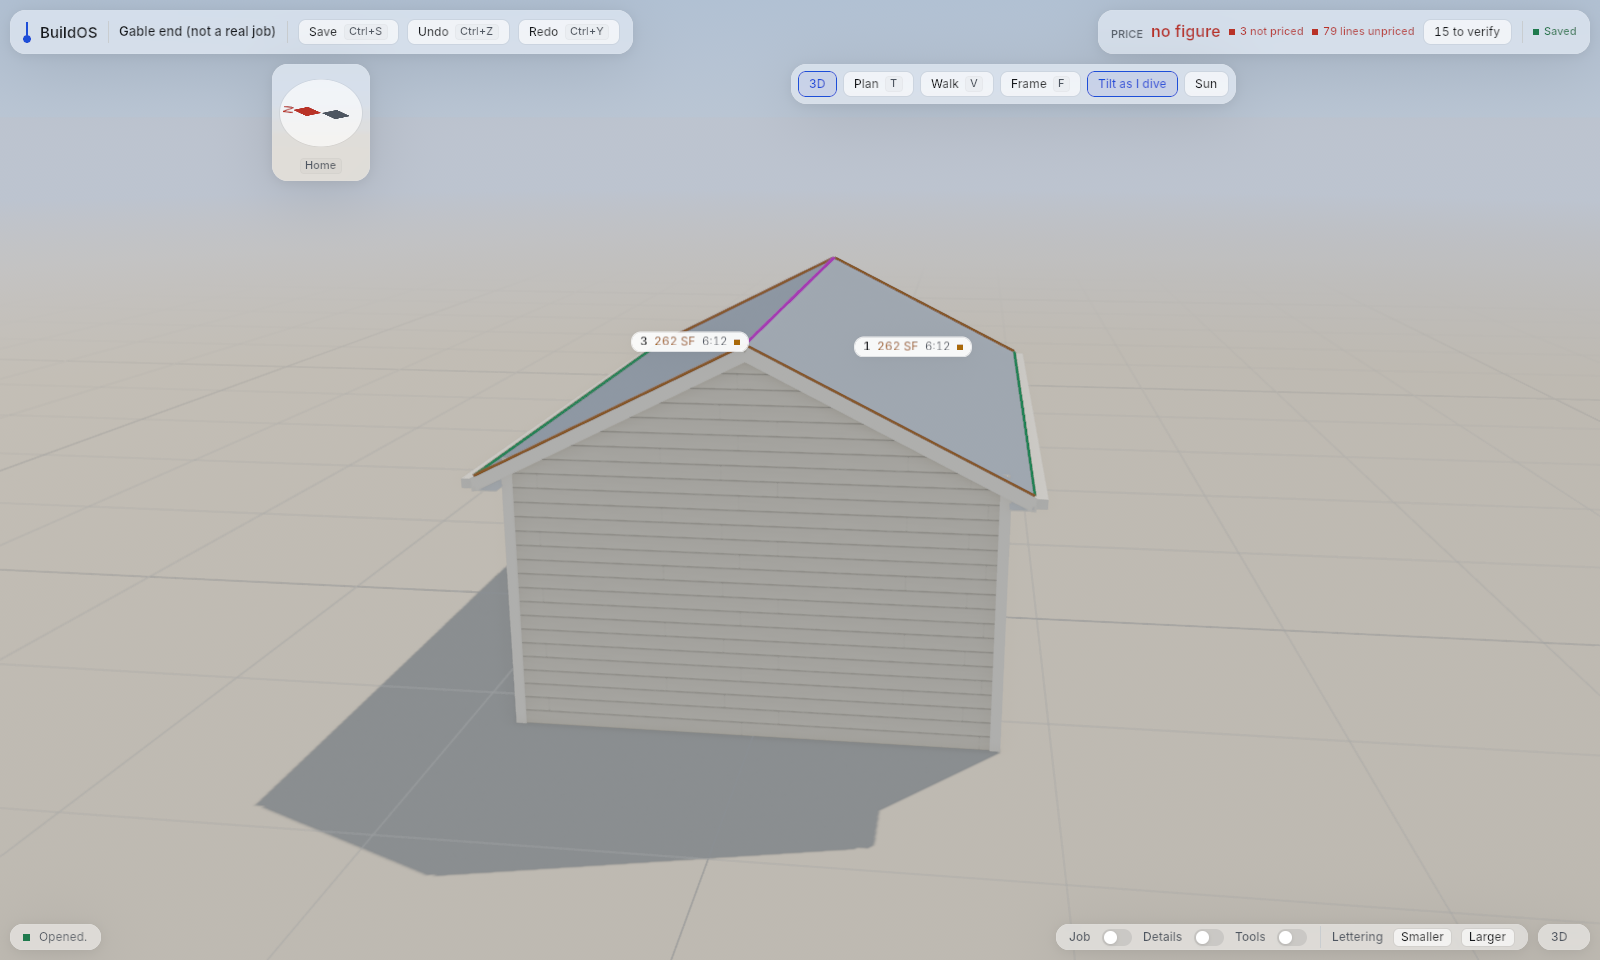 BuildOS Gable end (not a real job) Save Ctrl+S Undo Ctrl+Z Redo Ctrl+Y
PRICE no figure 3 not priced 79 lines unpriced 15 to verify Saved
3D Plan T Walk V Frame F Tilt as I dive Sun
N
Home
3 262 SF 6:12
1 262 SF 6:12
Opened.
Job Details Tools Lettering Smaller Larger 3D